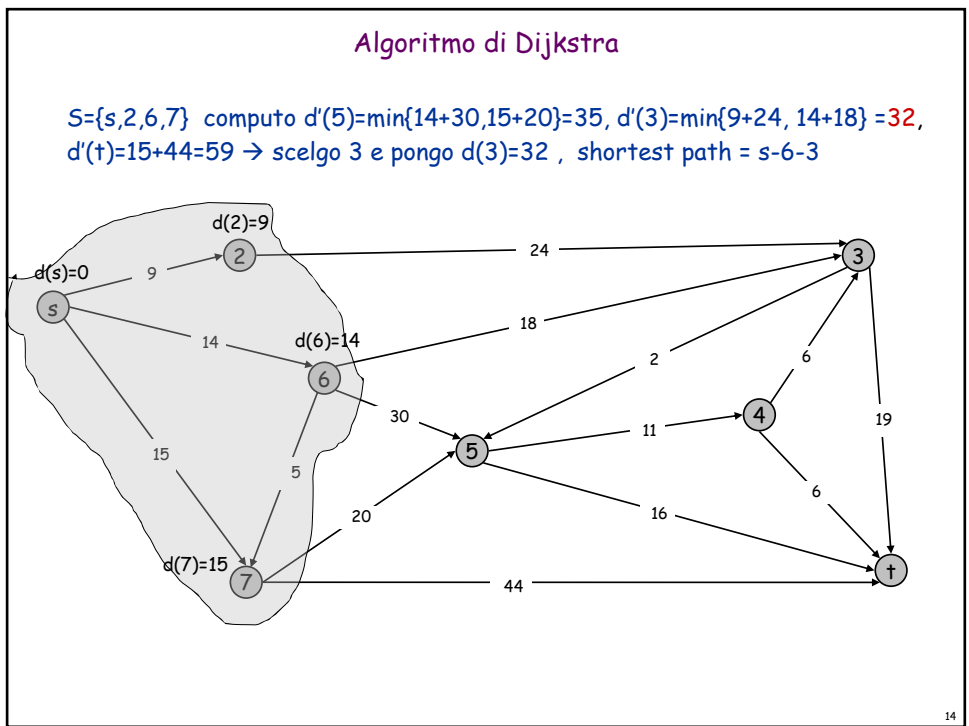 Algoritmo di Dijkstra
S={s,2,6,7} computo d'(5)=min{14+30,15+20}=35, d'(3)=min{9+24, 14+18} =32,
d'(t)=15+44=59 → scelgo 3 e pongo d(3)=32 , shortest path = s-6-3
d(2)=9
2
24
3
d(s)=0
9
s
18
14
d(6)=14
2
6
6
30
4
19
11
5
15
5
6
20
16
d(7)=15
t
7
44
14